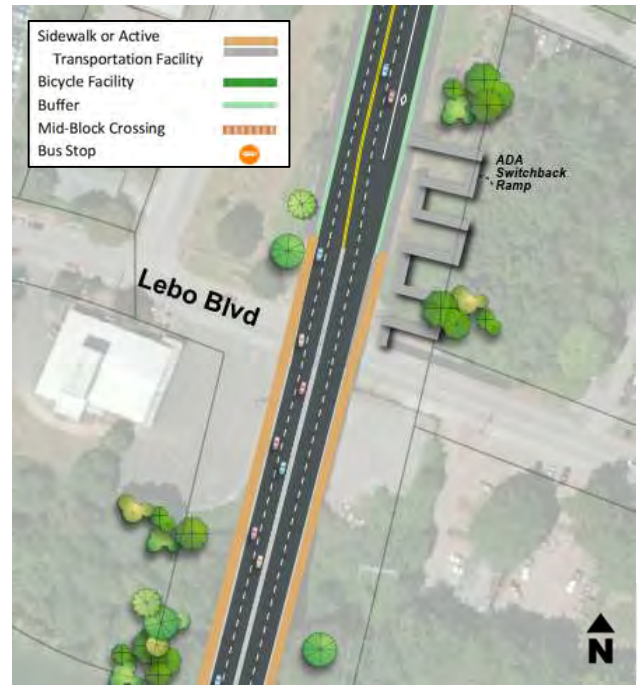 Sidewalk or Active
Transportation Facility
Bicycle Facility
Buffer
Mid-Block Crossing
Bus Stop
ADA
Switchback
Ramp
Lebo Blvd
N